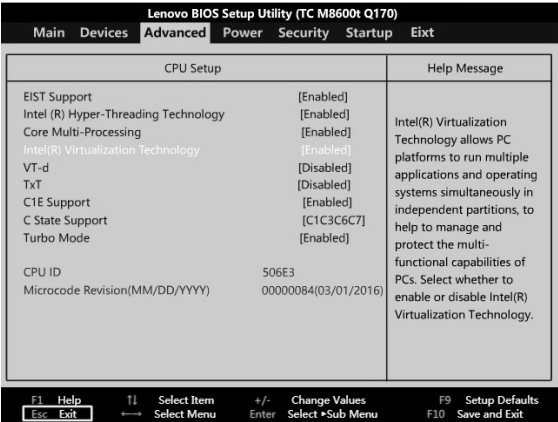 Lenovo BIOS Setup Utility (TC M8600t Q170)
Main Devices Advanced Power Security Startup Eixt
CPU Setup
EIST Support [Enabled]
Intel (R) Hyper-Threading Technology [Enabled]
Core Multi-Processing [Enabled]
Intel(R) Virtualization Technology [Enabled]
VT-d [Disabled]
TxT [Disabled]
C1E Support [Enabled]
C State Support [C1C3C6C7]
Turbo Mode [Enabled]
CPU ID 506E3
Microcode Revision(MM/DD/YYYY) 00000084(03/01/2016)
Help Message
Intel(R) Virtualization
Technology allows PC
platforms to run multiple
applications and operating
systems simultaneously in
independent partitions, to
help to manage and
protect the multi-
functional capabilities of
PCs. Select whether to
enable or disable Intel(R)
Virtualization Technology.
F1 Help ↑↓ Select Item +/- Change Values F9 Setup Defaults
Esc Exit ←→ Select Menu Enter Select ▸Sub Menu F10 Save and Exit